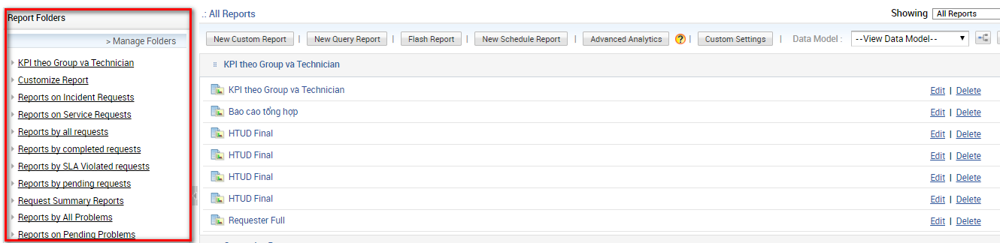 Report Folders
> Manage Folders
KPI theo Group và Technician
Customize Report
Reports on Incident Requests
Reports on Service Requests
Reports by all requests
Reports by completed requests
Reports by SLA Violated requests
Reports by pending requests
Request Summary Reports
Reports by All Problems
Reports on Pending Problems
.: All Reports
Showing All Reports
New Custom Report | New Query Report | Flash Report | New Schedule Report | Advanced Analytics ? | Custom Settings | Data Model : --View Data Model--
KPI theo Group và Technician
KPI theo Group và Technician Edit | Delete
Báo cáo tổng hợp Edit | Delete
HTUD Final Edit | Delete
HTUD Final Edit | Delete
HTUD Final Edit | Delete
HTUD Final Edit | Delete
Requester Full Edit | Delete